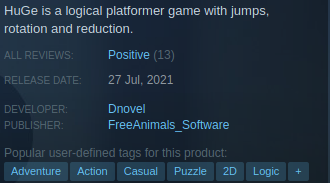 HuGe is a logical platformer game with jumps,
rotation and reduction.
ALL REVIEWS: Positive (13)
RELEASE DATE: 27 Jul, 2021
DEVELOPER: Dnovel
PUBLISHER: FreeAnimals_Software
Popular user-defined tags for this product:
Adventure Action Casual Puzzle 2D Logic +